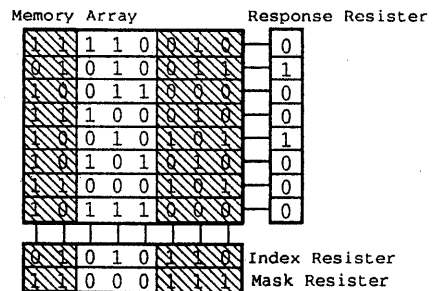 Memory Array Response Resister
1 1 1 1 0 0 1 0 0
0 1 0 1 0 0 1 1 1
1 0 0 1 1 0 0 0 0
1 1 1 0 0 0 1 0 0
1 0 0 1 0 1 0 1 1
1 0 1 0 1 0 1 0 0
1 1 0 0 0 1 0 1 0
1 0 1 1 1 0 0 0 0
0 1 0 1 0 1 1 0 Index Resister
1 1 0 0 0 1 1 1 Mask Resister